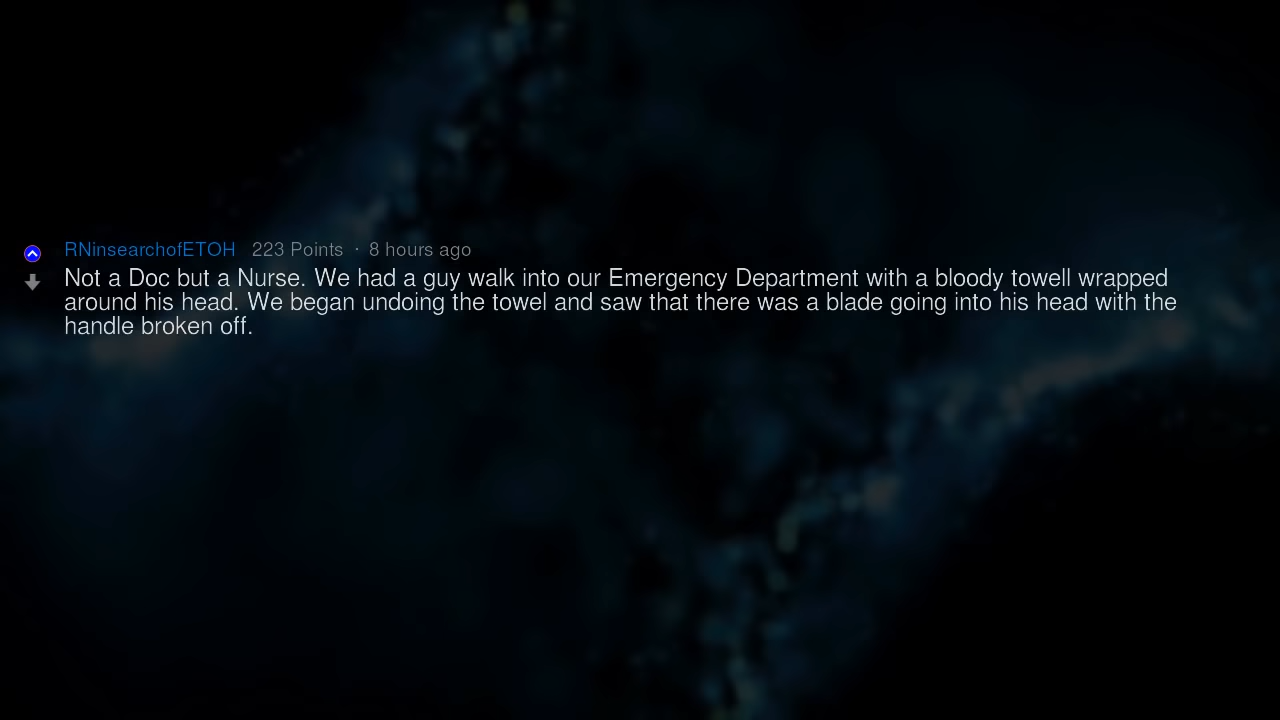 RNinsearchofETOH 223 Points · 8 hours ago
Not a Doc but a Nurse. We had a guy walk into our Emergency Department with a bloody towell wrapped
around his head. We began undoing the towel and saw that there was a blade going into his head with the
handle broken off.